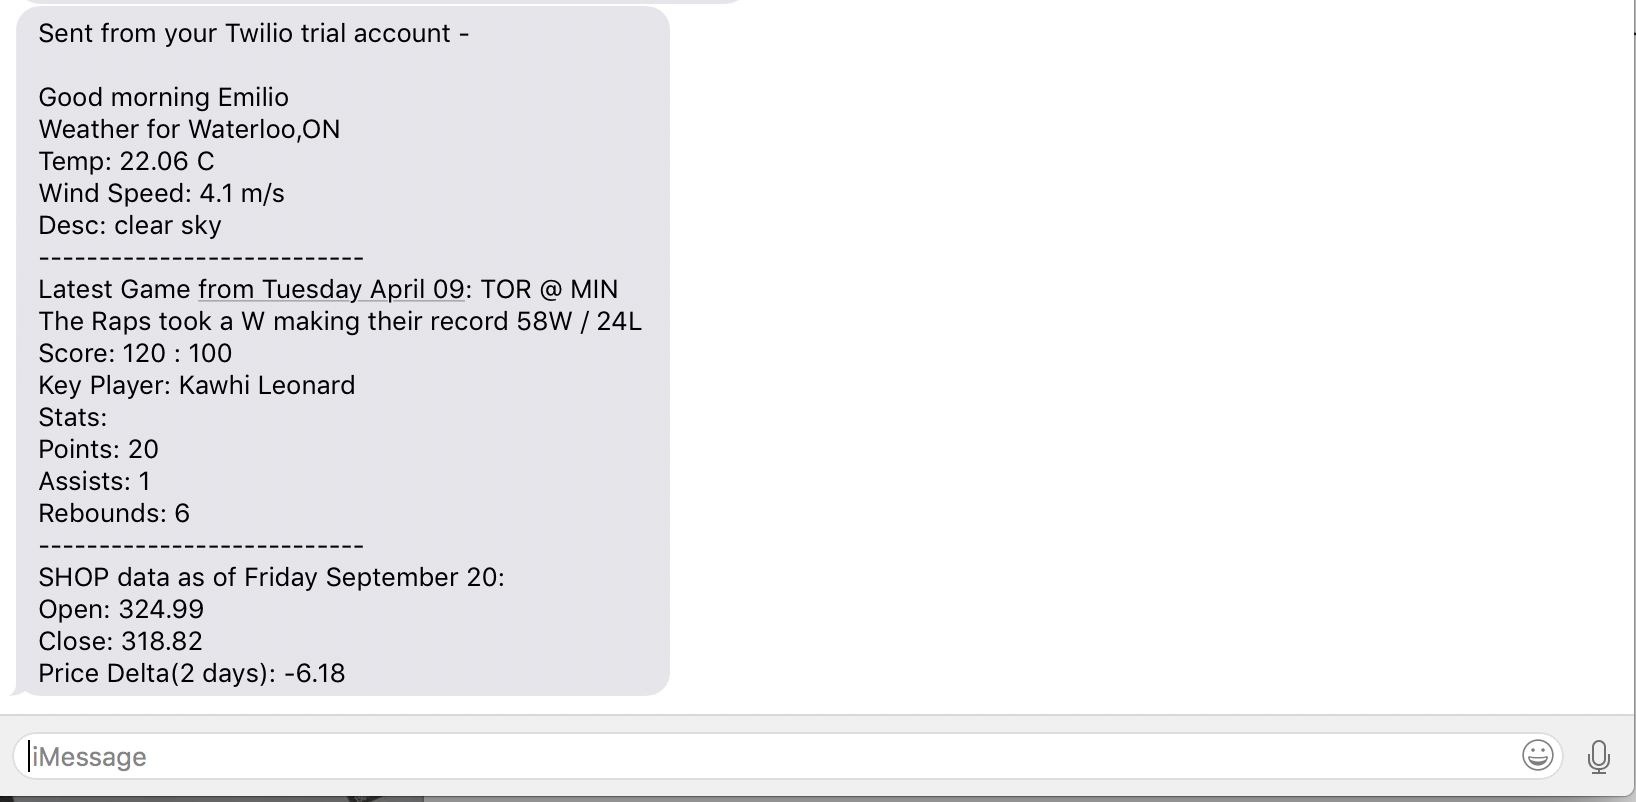 Sent from your Twilio trial account -
Good morning Emilio
Weather for Waterloo,ON
Temp: 22.06 C
Wind Speed: 4.1 m/s
Desc: clear sky
---------------------------
Latest Game from Tuesday April 09: TOR @ MIN
The Raps took a W making their record 58W / 24L
Score: 120 : 100
Key Player: Kawhi Leonard
Stats:
Points: 20
Assists: 1
Rebounds: 6
---------------------------
SHOP data as of Friday September 20:
Open: 324.99
Close: 318.82
Price Delta(2 days): -6.18
iMessage